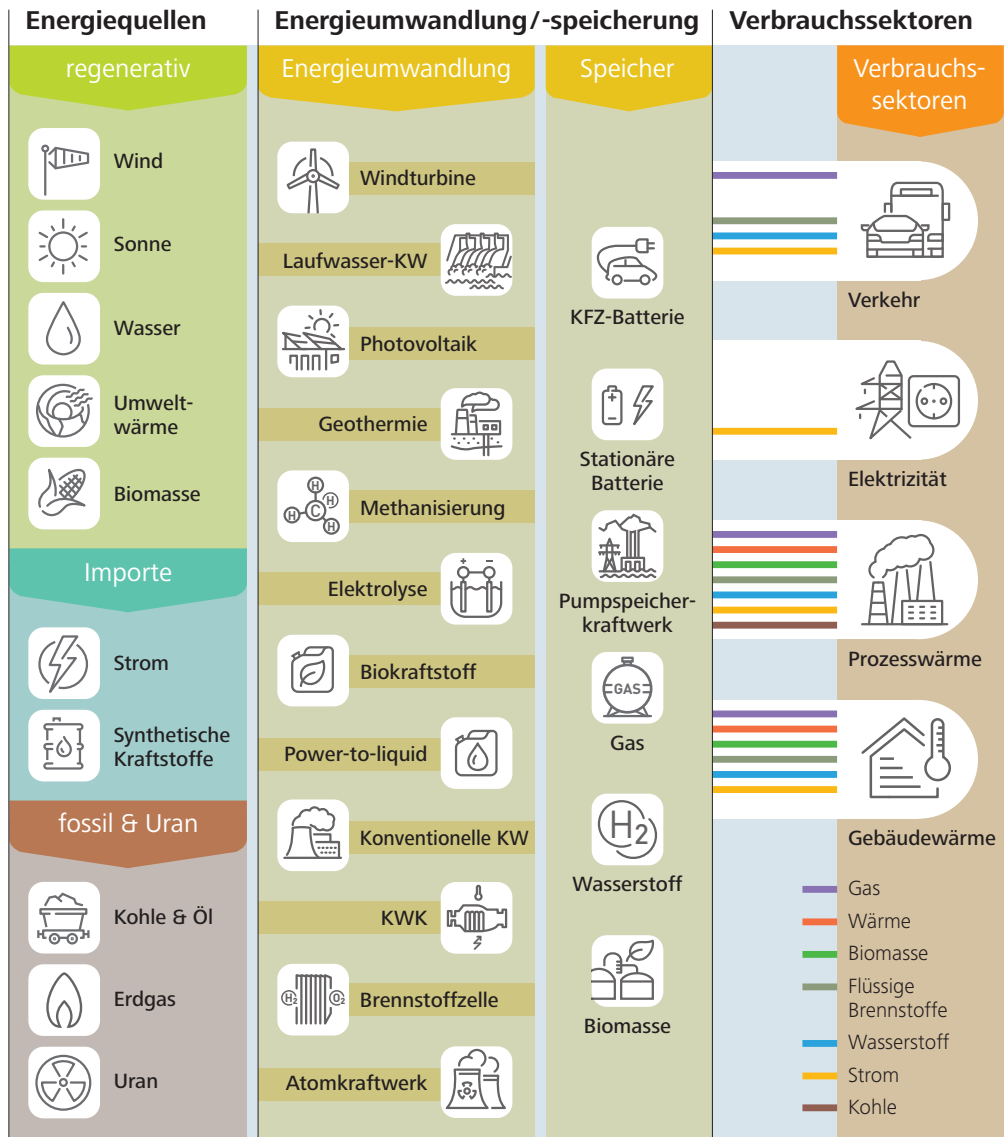 Energiequellen
Energieumwandlung/-speicherung
Verbrauchssektoren
regenerativ
Wind
Sonne
Wasser
Umwelt-
wärme
Biomasse
Importe
Strom
Synthetische
Kraftstoffe
fossil & Uran
Kohle & Öl
Erdgas
Uran
Energieumwandlung
Windturbine
Laufwasser-KW
Photovoltaik
Geothermie
H
H
C
H
H
Methanisierung
+ −
Elektrolyse
Biokraftstoff
Power-to-liquid
Konventionelle KW
KWK
H₂
O₂
Brennstoffzelle
Atomkraftwerk
Speicher
KFZ-Batterie
+
−
Stationäre
Batterie
Pumpspeicher-
kraftwerk
GAS
Gas
H₂
Wasserstoff
Biomasse
Verbrauchs-
sektoren
Verkehr
Elektrizität
Prozesswärme
Gebäudewärme
Gas
Wärme
Biomasse
Flüssige
Brennstoffe
Wasserstoff
Strom
Kohle